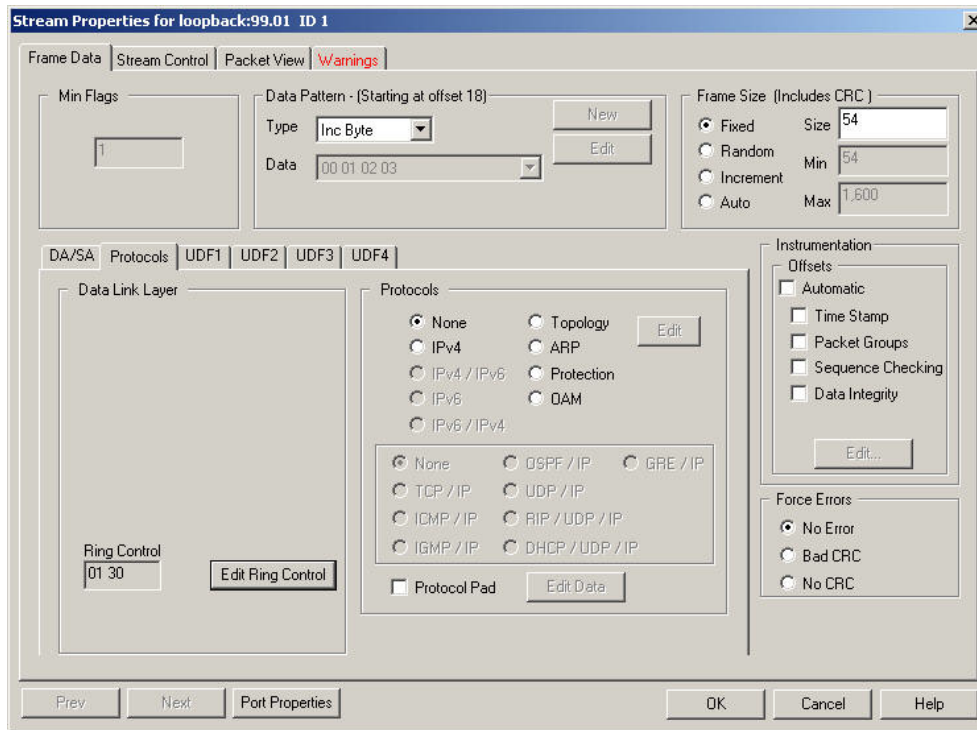 Stream Properties for loopback:99.01 ID 1
Frame Data Stream Control Packet View Warnings
Min Flags
1
Data Pattern - (Starting at offset 18)
Type Inc Byte New
Data 00 01 02 03 Edit
Frame Size (Includes CRC )
Fixed Size 54
Random Min 54
Increment
Auto Max 1,600
DA/SA Protocols UDF1 UDF2 UDF3 UDF4
Data Link Layer
Ring Control
01 30 Edit Ring Control
Protocols
None Topology Edit
IPv4 ARP
IPv4 / IPv6 Protection
IPv6 OAM
IPv6 / IPv4
None OSPF / IP GRE / IP
TCP / IP UDP / IP
ICMP / IP RIP / UDP / IP
IGMP / IP DHCP / UDP / IP
Protocol Pad Edit Data
Instrumentation
Offsets
Automatic
Time Stamp
Packet Groups
Sequence Checking
Data Integrity
Edit...
Force Errors
No Error
Bad CRC
No CRC
Prev Next Port Properties OK Cancel Help